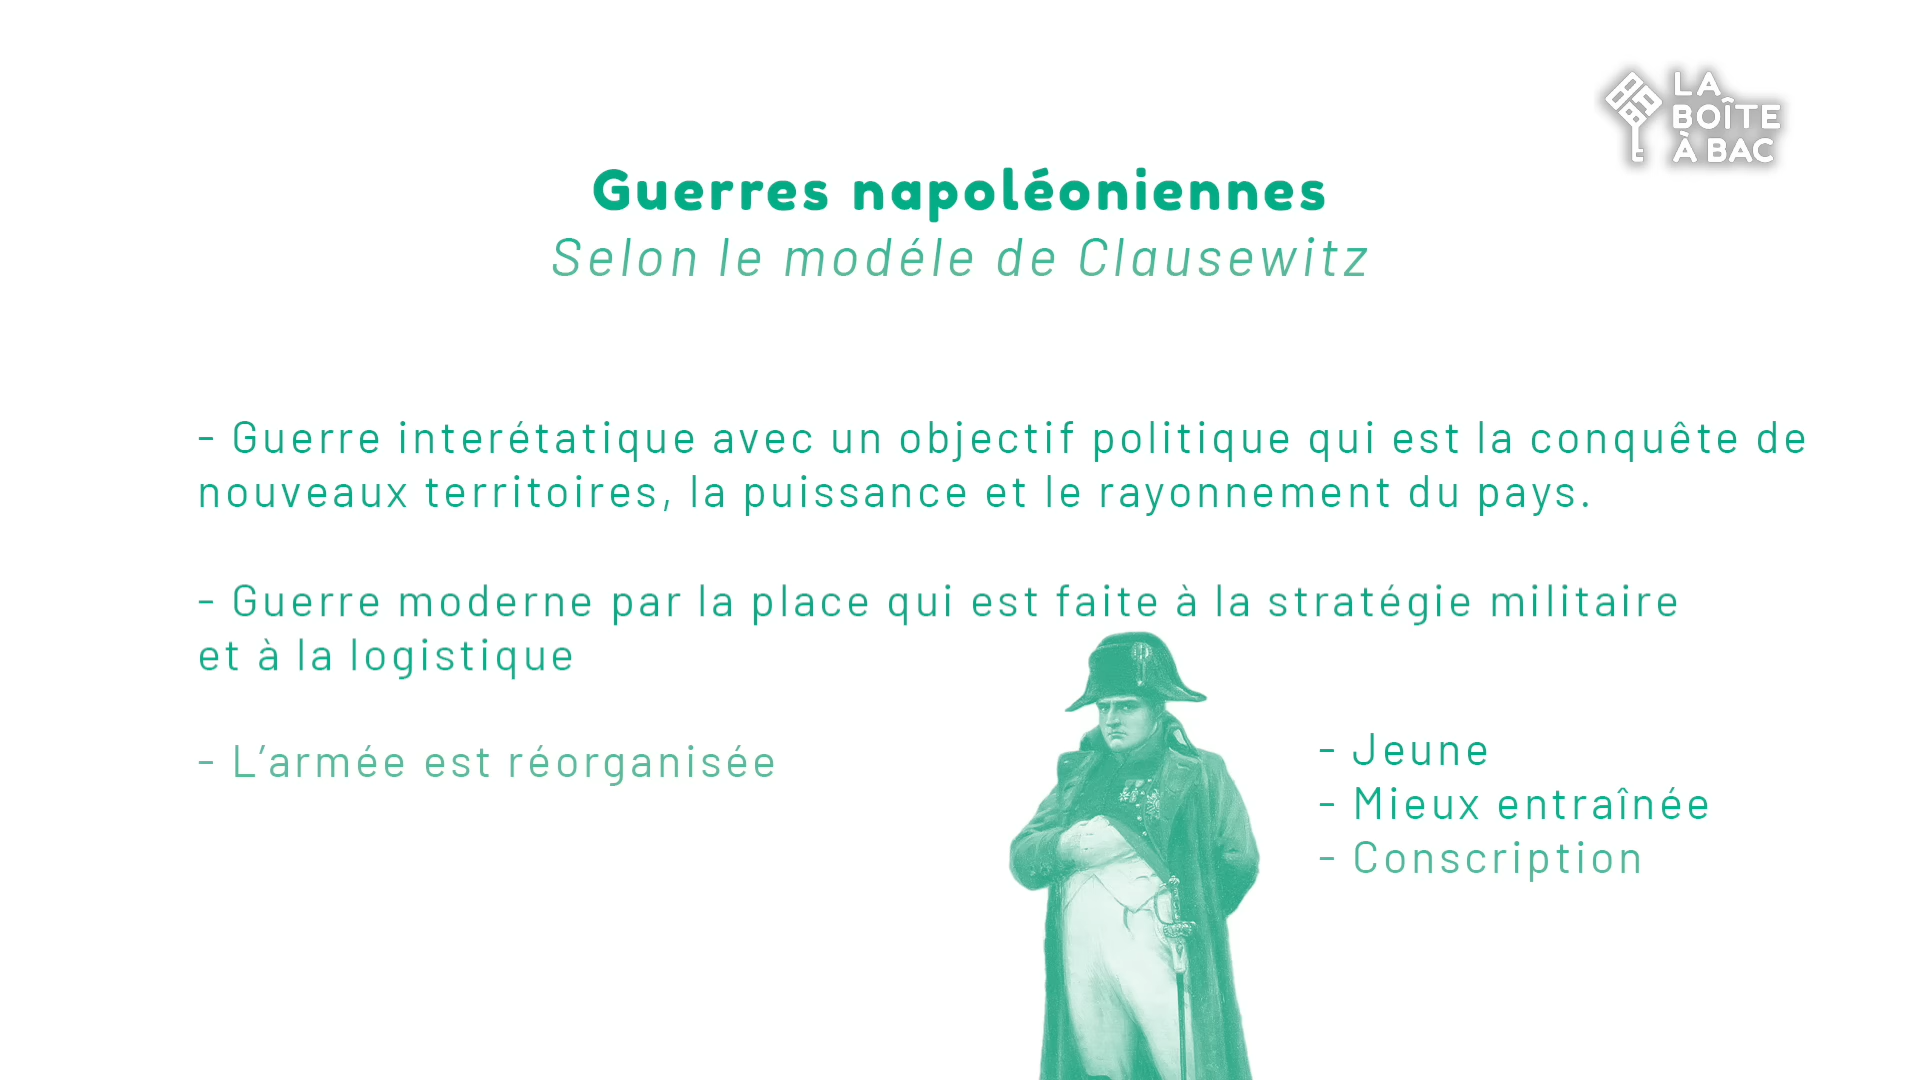 LA
BOÎTE
À BAC
Guerres napoléoniennes
Selon le modéle de Clausewitz
- Guerre interétatique avec un objectif politique qui est la conquête de
nouveaux territoires, la puissance et le rayonnement du pays.
- Guerre moderne par la place qui est faite à la stratégie militaire
et à la logistique
- L’armée est réorganisée
- Jeune
- Mieux entraînée
- Conscription